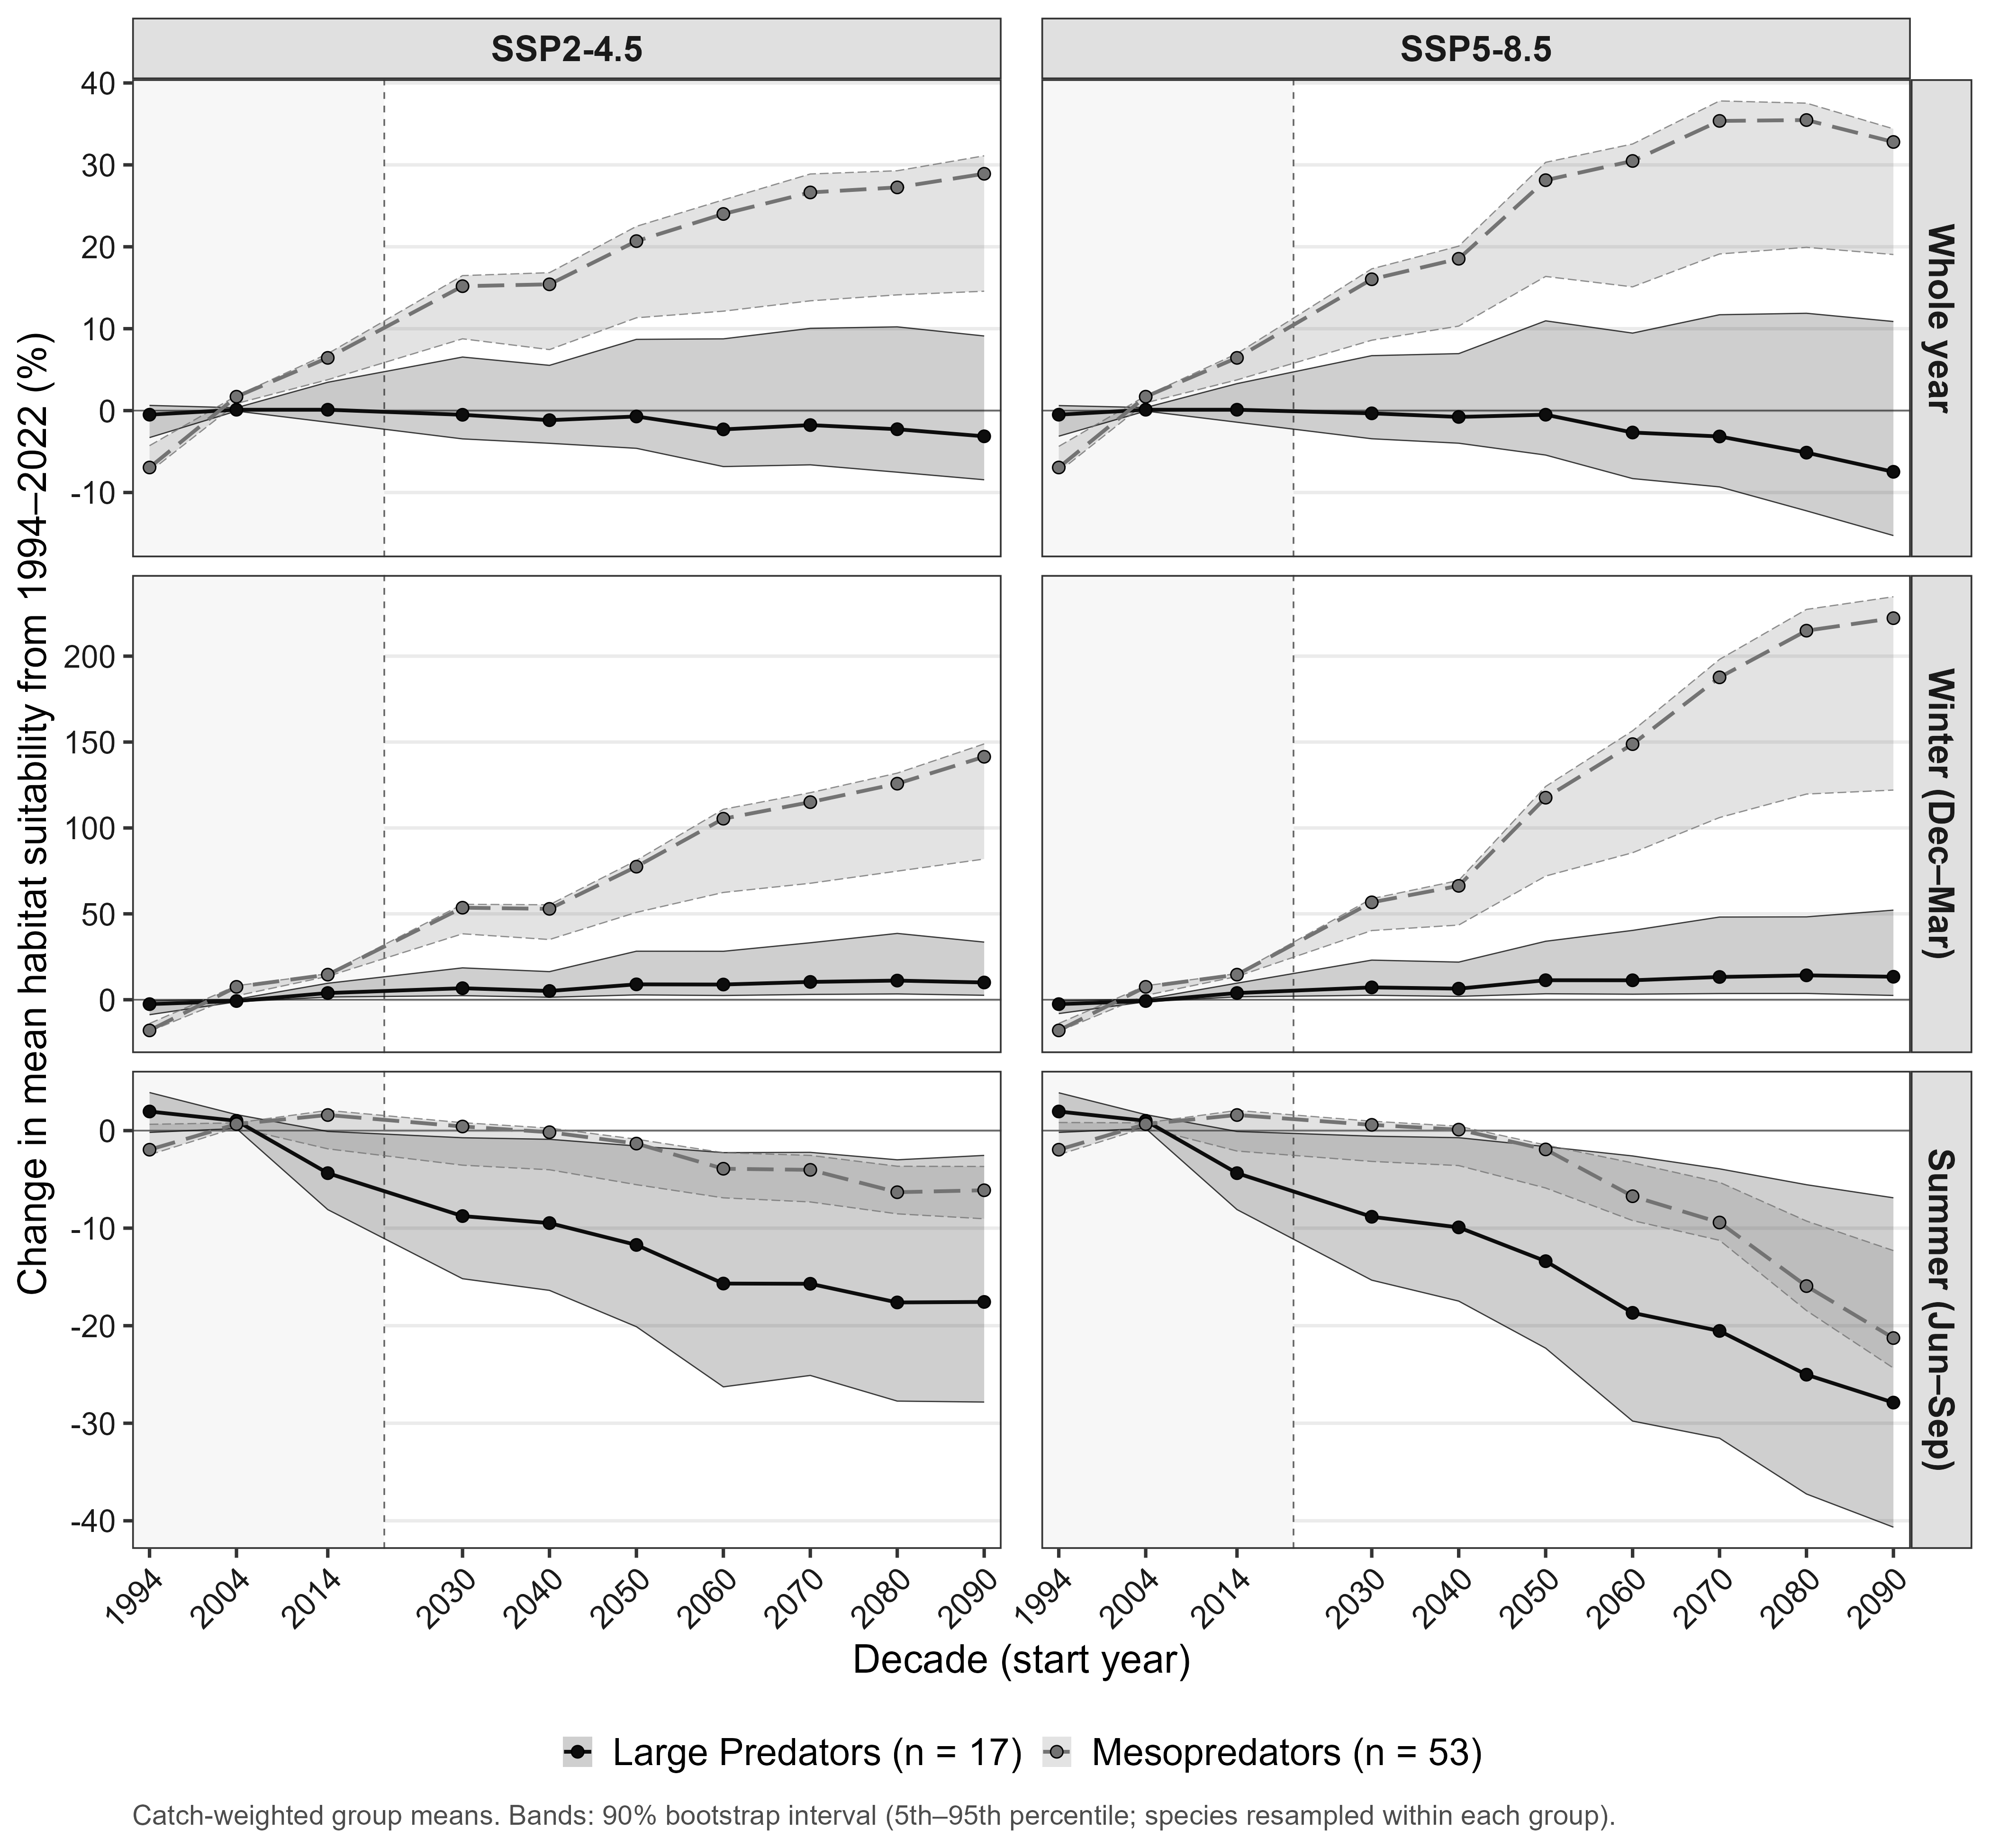 SSP2-4.5
SSP5-8.5
Change in mean habitat suitability from 1994–2022 (%)
40
30
20
10
0
-10
Whole year
200
150
100
50
0
Winter (Dec–Mar)
0
-10
-20
-30
-40
Summer (Jun–Sep)
1994 2004 2014 2030 2040 2050 2060 2070 2080 2090
1994 2004 2014 2030 2040 2050 2060 2070 2080 2090
Decade (start year)
Large Predators (n = 17) Mesopredators (n = 53)
Catch-weighted group means. Bands: 90% bootstrap interval (5th–95th percentile; species resampled within each group).